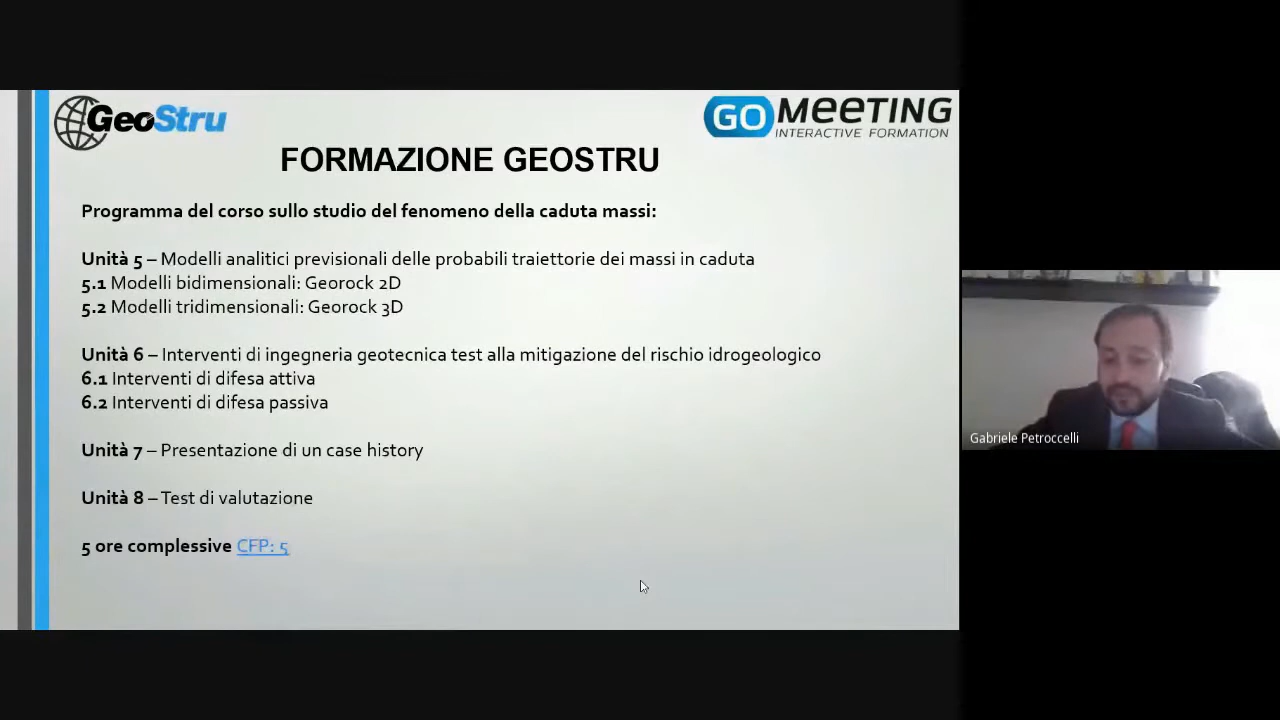 GeoStru
GO MEETING
INTERACTIVE FORMATION
FORMAZIONE GEOSTRU
Programma del corso sullo studio del fenomeno della caduta massi:
Unità 5 – Modelli analitici previsionali delle probabili traiettorie dei massi in caduta
5.1 Modelli bidimensionali: Georock 2D
5.2 Modelli tridimensionali: Georock 3D
Unità 6 – Interventi di ingegneria geotecnica test alla mitigazione del rischio idrogeologico
6.1 Interventi di difesa attiva
6.2 Interventi di difesa passiva
Unità 7 – Presentazione di un case history
Unità 8 – Test di valutazione
5 ore complessive CFP: 5
Gabriele Petroccelli